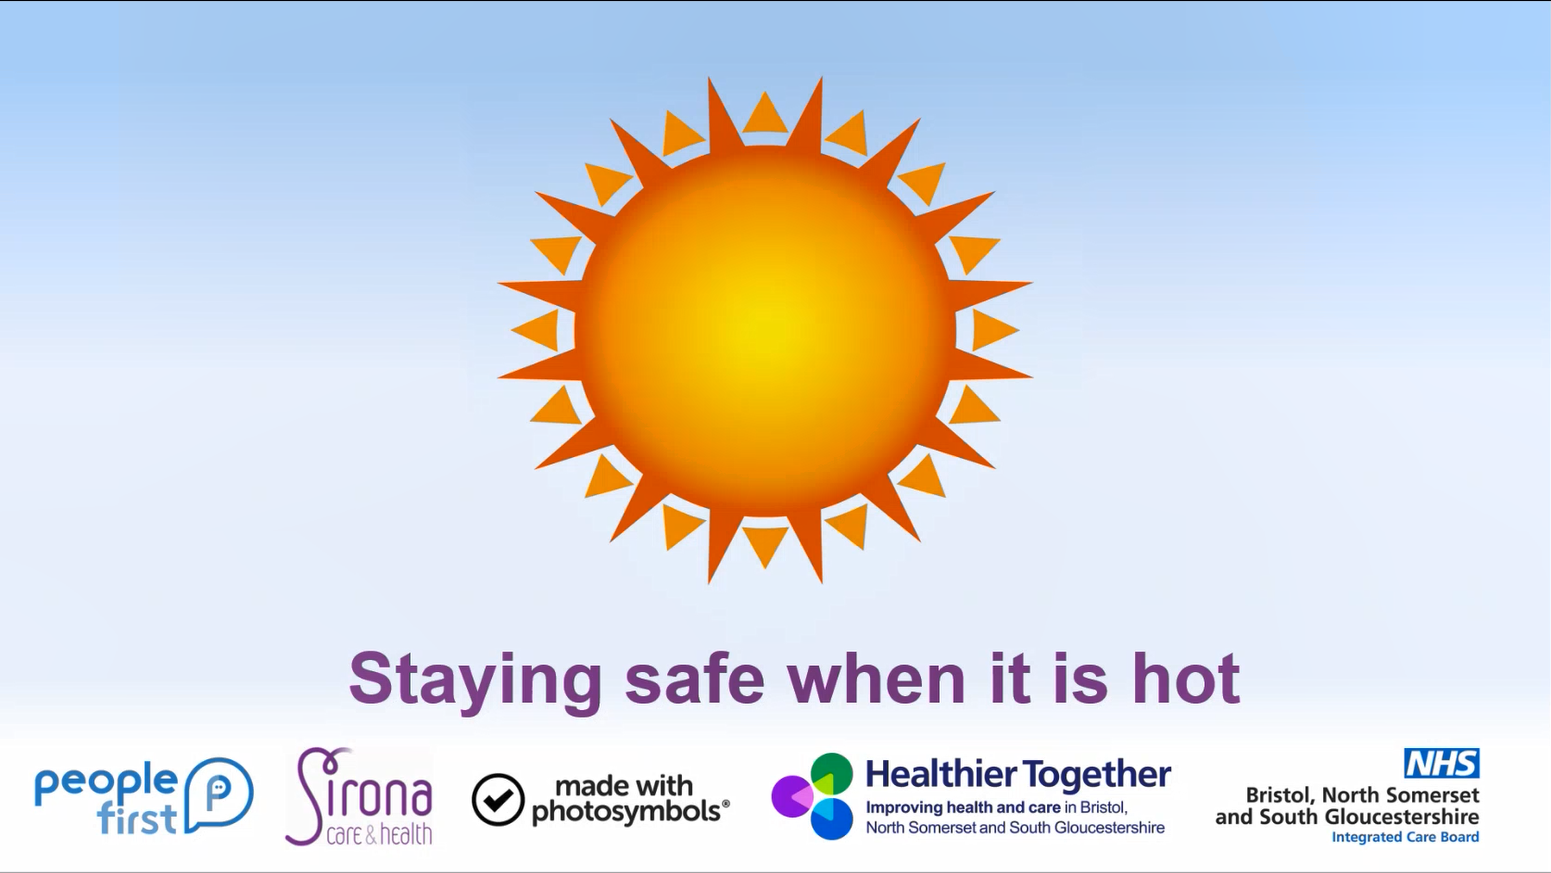 Staying safe when it is hot
people
first
Sirona
care & health
made with
photosymbols®
Healthier Together
Improving health and care in Bristol,
North Somerset and South Gloucestershire
NHS
Bristol, North Somerset
and South Gloucestershire
Integrated Care Board